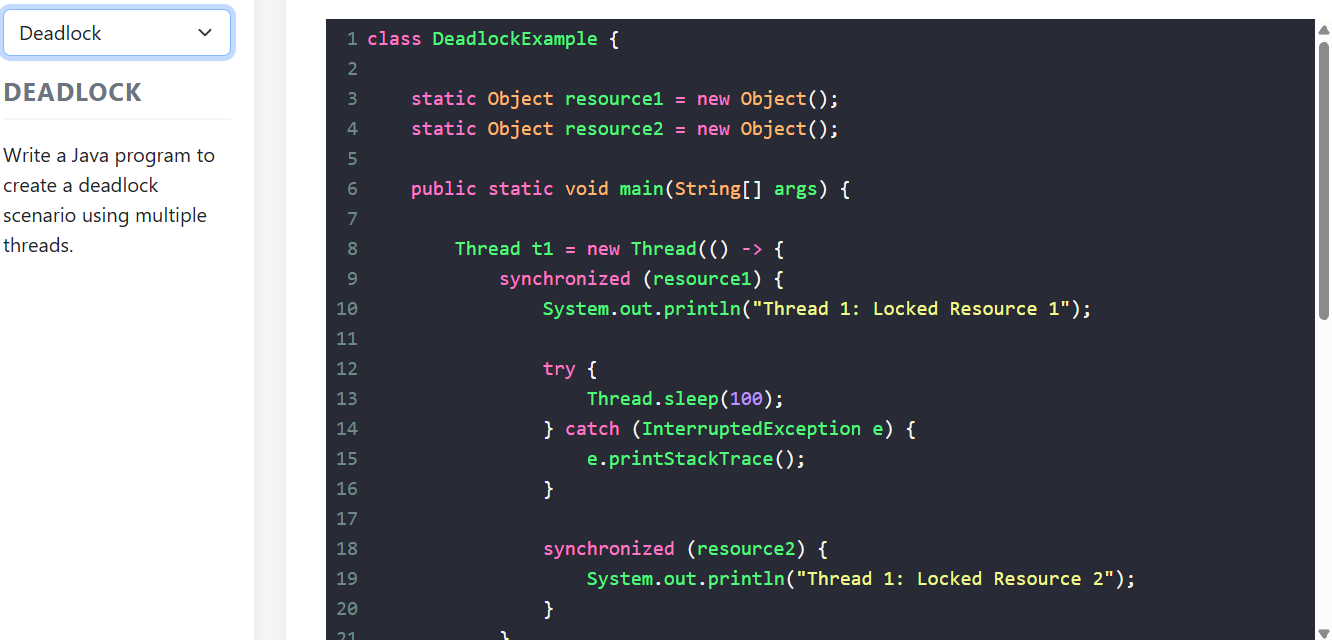 Deadlock
DEADLOCK
Write a Java program to
create a deadlock
scenario using multiple
threads.
1 class DeadlockExample {
2
3     static Object resource1 = new Object();
4     static Object resource2 = new Object();
5
6     public static void main(String[] args) {
7
8         Thread t1 = new Thread(() -> {
9             synchronized (resource1) {
10                 System.out.println("Thread 1: Locked Resource 1");
11
12                 try {
13                     Thread.sleep(100);
14                 } catch (InterruptedException e) {
15                     e.printStackTrace();
16                 }
17
18                 synchronized (resource2) {
19                     System.out.println("Thread 1: Locked Resource 2");
20                 }
21             }